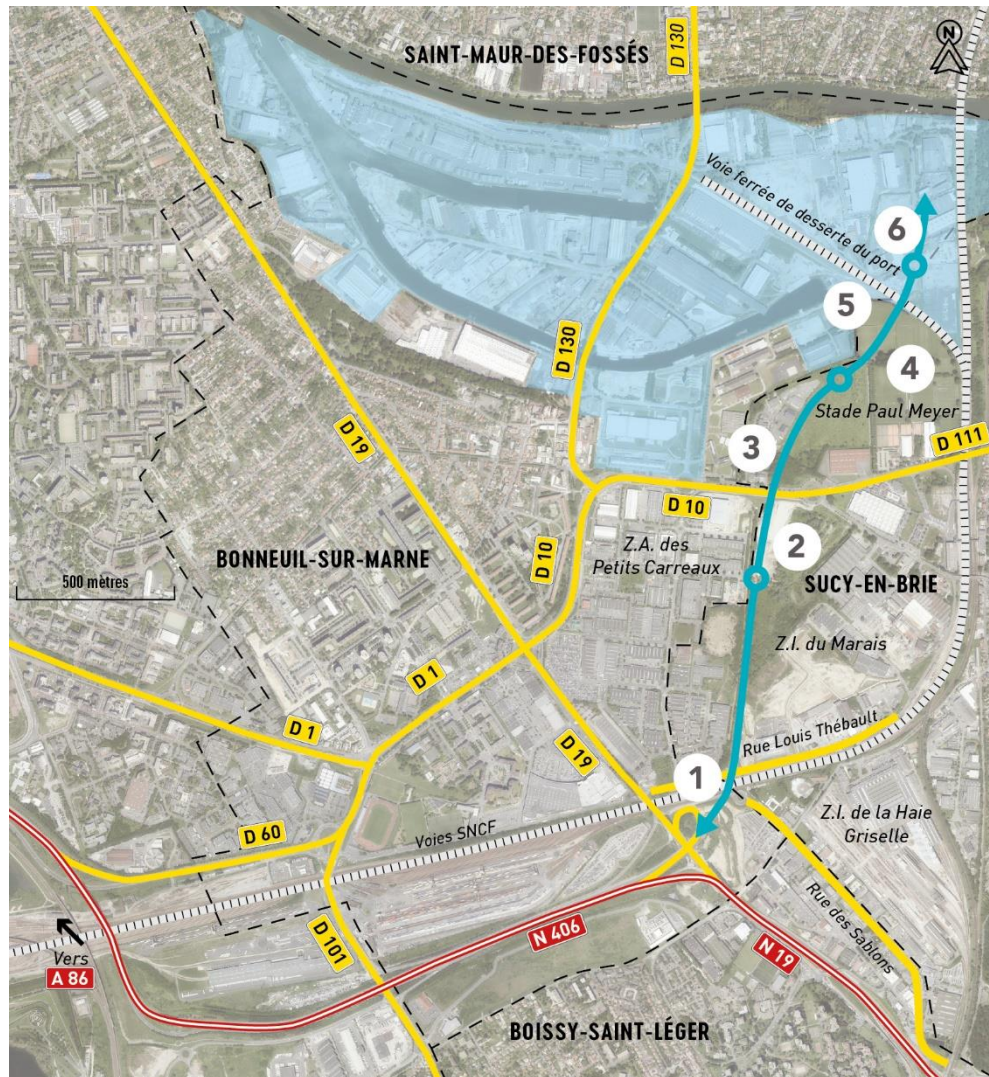 SAINT-MAUR-DES-FOSSÉS
D 130
N
Voie ferrée de desserte du port
6
5
4
D 130
Stade Paul Meyer
D 19
3
D 111
D 10
2
BONNEUIL-SUR-MARNE
D 10
Z.A. des
Petits Carreaux
SUCY-EN-BRIE
500 metres
Z.I. du Marais
D 1
D 1
D 19
Rue Louis Thébault
1
Voies SNCF
Z.I. de la Haie
Griselle
D 60
Rue des Sablons
Vers
A 86
D 101
N 406
N 19
BOISSY-SAINT-LÉGER